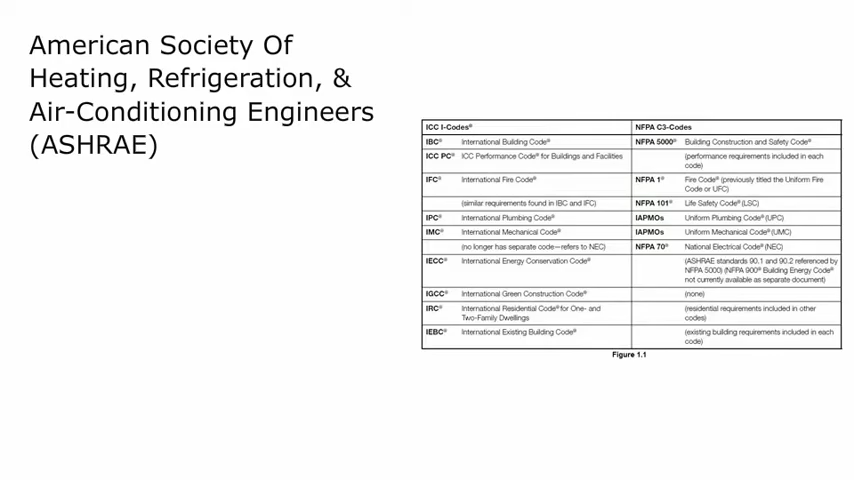 American Society Of
Heating, Refrigeration, &
Air-Conditioning Engineers
(ASHRAE)
ICC I-Codes® NFPA C3-Codes
IBC® International Building Code® NFPA 5000® Building Construction and Safety Code®
ICC PC® ICC Performance Code® for Buildings and Facilities (performance requirements included in each
code)
IFC® International Fire Code® NFPA 1® Fire Code® (previously titled the Uniform Fire
Code or UFC)
(similar requirements found in IBC and IFC) NFPA 101® Life Safety Code® (LSC)
IPC® International Plumbing Code® IAPMOs Uniform Plumbing Code® (UPC)
IMC® International Mechanical Code® IAPMOs Uniform Mechanical Code® (UMC)
(no longer has separate code—refers to NEC) NFPA 70® National Electrical Code® (NEC)
IECC® International Energy Conservation Code® (ASHRAE standards 90.1 and 90.2 referenced by
NFPA 5000) (NFPA 900® Building Energy Code®
not currently available as separate document)
IGCC® International Green Construction Code® (none)
IRC® International Residential Code® for One- and (residential requirements included in other
Two-Family Dwellings codes)
IEBC® International Existing Building Code® (existing building requirements included in each
code)
Figure 1.1